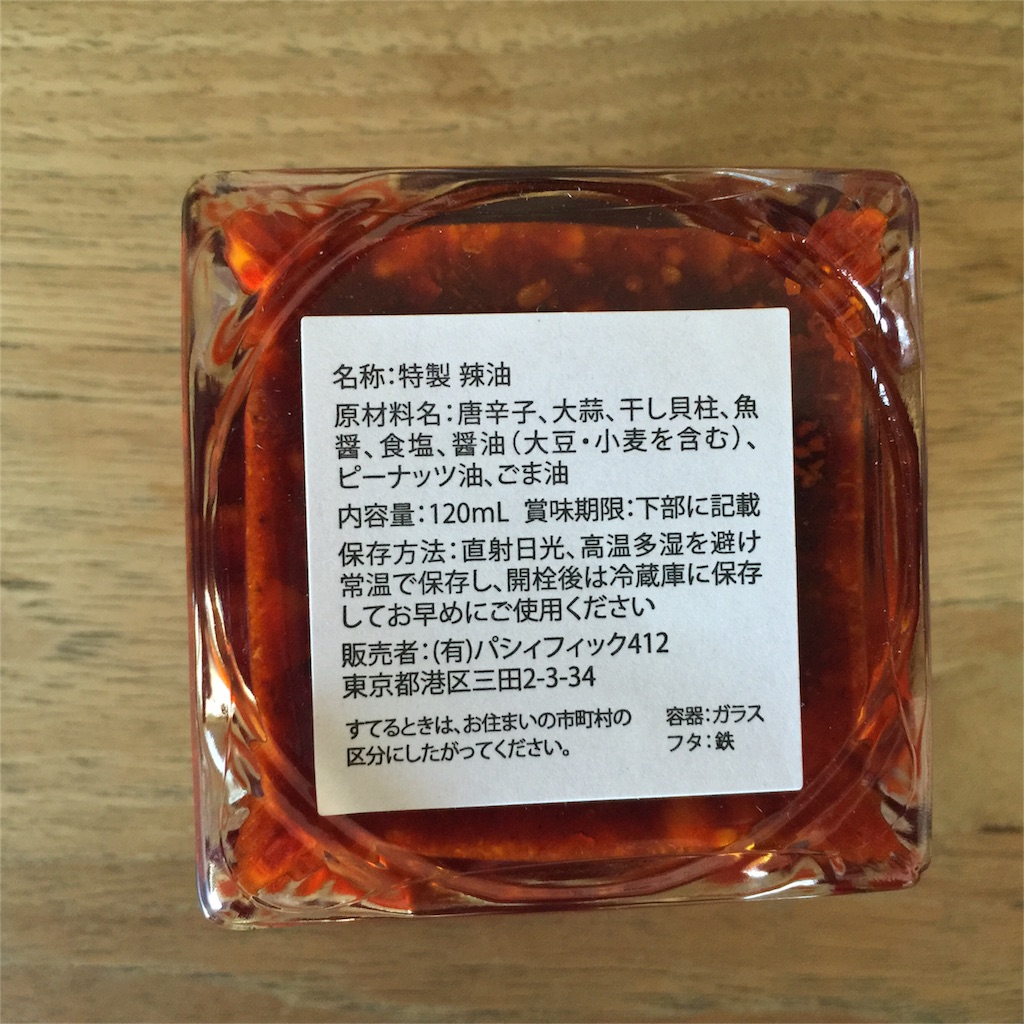 名称：特製 辣油
原材料名：唐辛子、大蒜、干し貝柱、魚
醤、食塩、醤油（大豆・小麦を含む）、
ピーナッツ油、ごま油
内容量：120mL 賞味期限：下部に記載
保存方法：直射日光、高温多湿を避け
常温で保存し、開栓後は冷蔵庫に保存
してお早めにご使用ください
販売者：(有)パシィフィック412
東京都港区三田2-3-34
すてるときは、お住まいの市町村の
区分にしたがってください。
容器：ガラス
フタ：鉄